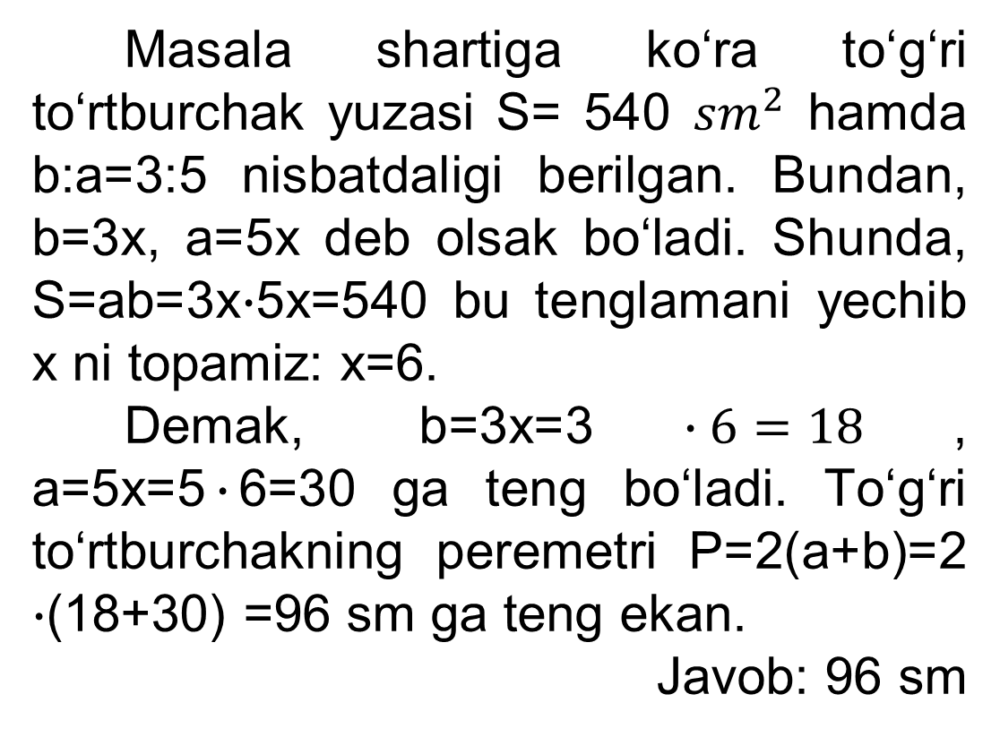 Masala shartiga ko‘ra to‘g‘ri
to‘rtburchak yuzasi S= 540 𝑠𝑚² hamda
b:a=3:5 nisbatdaligi berilgan. Bundan,
b=3x, a=5x deb olsak bo‘ladi. Shunda,
S=ab=3x·5x=540 bu tenglamani yechib
x ni topamiz: x=6.
Demak, b=3x=3 · 6 = 18 ,
a=5x=5 · 6=30 ga teng bo‘ladi. To‘g‘ri
to‘rtburchakning peremetri P=2(a+b)=2
·(18+30) =96 sm ga teng ekan.
Javob: 96 sm